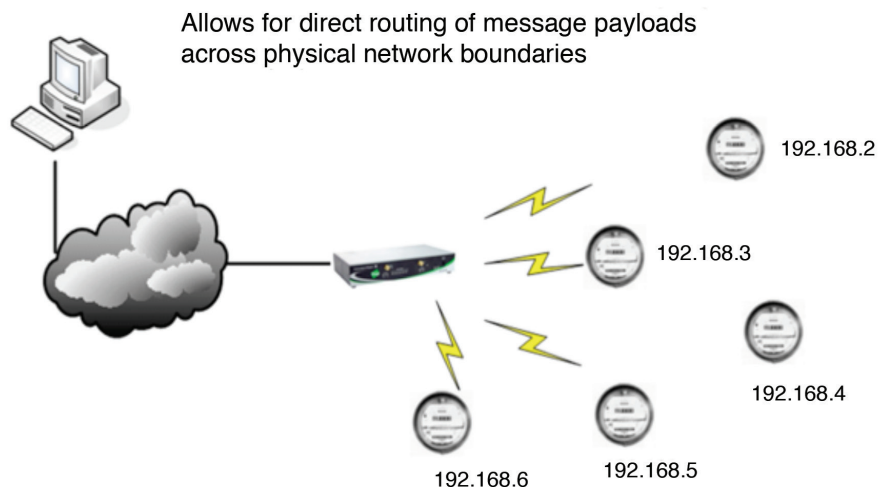 Allows for direct routing of message payloads
across physical network boundaries
192.168.2
192.168.3
192.168.4
192.168.5
192.168.6